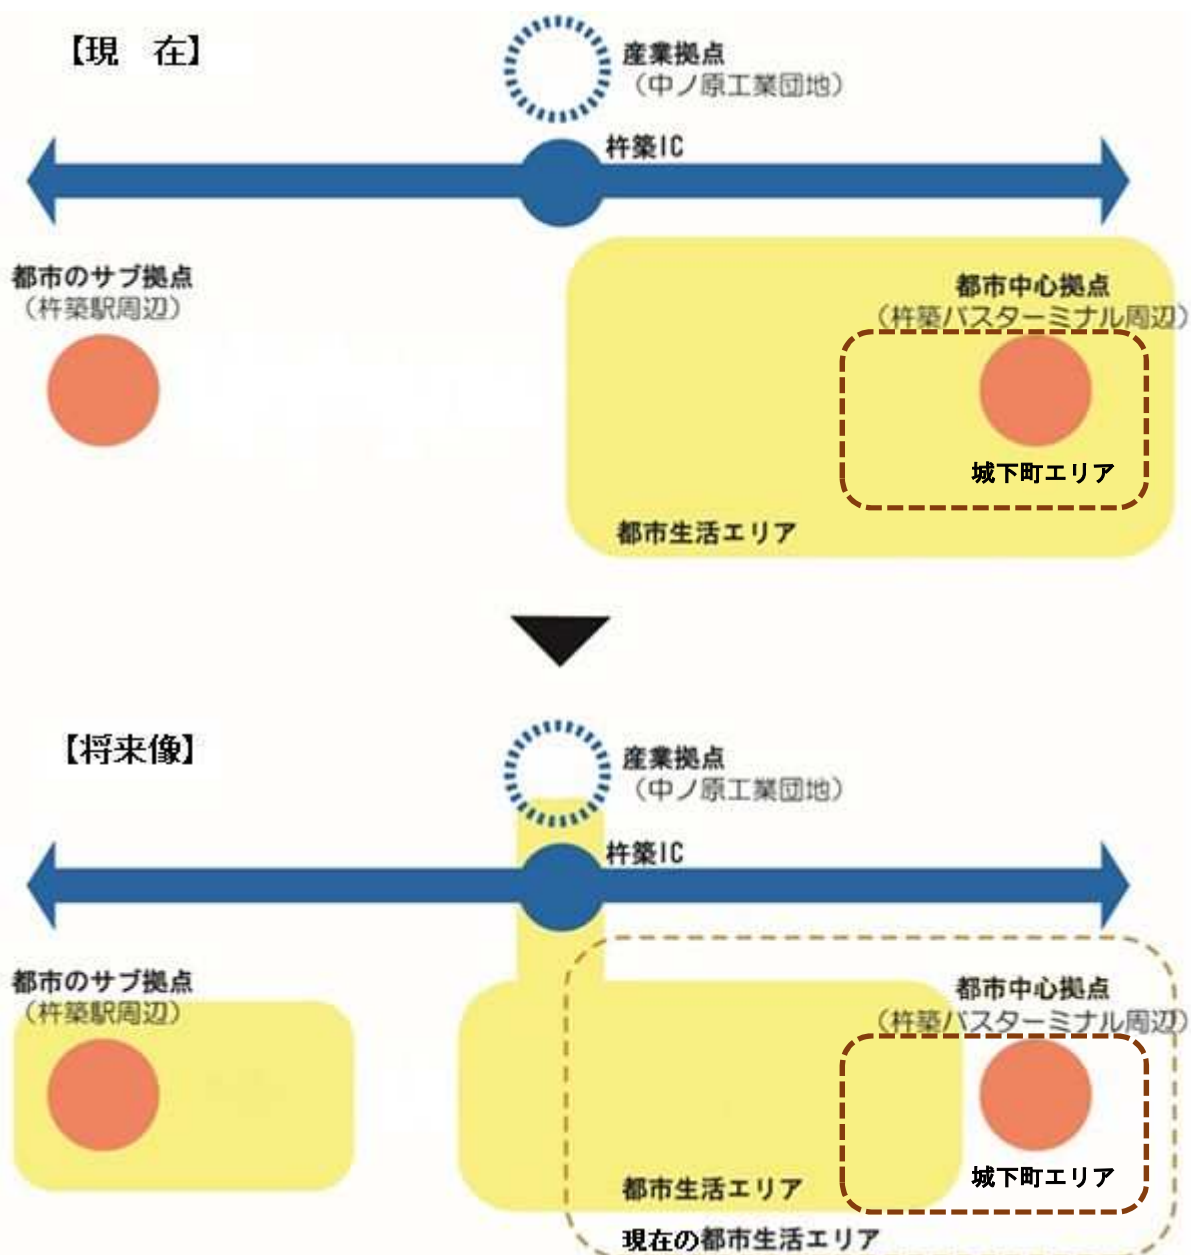 【現　在】
産業拠点
（中ノ原工業団地）
杵築IC
都市のサブ拠点
（杵築駅周辺）
都市中心拠点
（杵築バスターミナル周辺）
城下町エリア
都市生活エリア
【将来像】
産業拠点
（中ノ原工業団地）
杵築IC
都市のサブ拠点
（杵築駅周辺）
都市中心拠点
（杵築バスターミナル周辺）
城下町エリア
都市生活エリア
現在の都市生活エリア